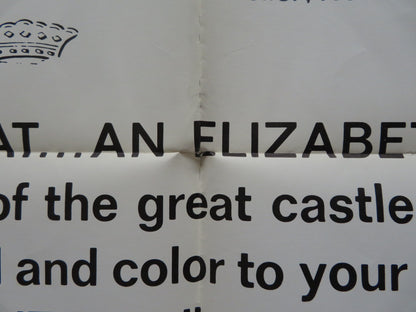 AT...AN ELIZABET
of the great castle
and color to your